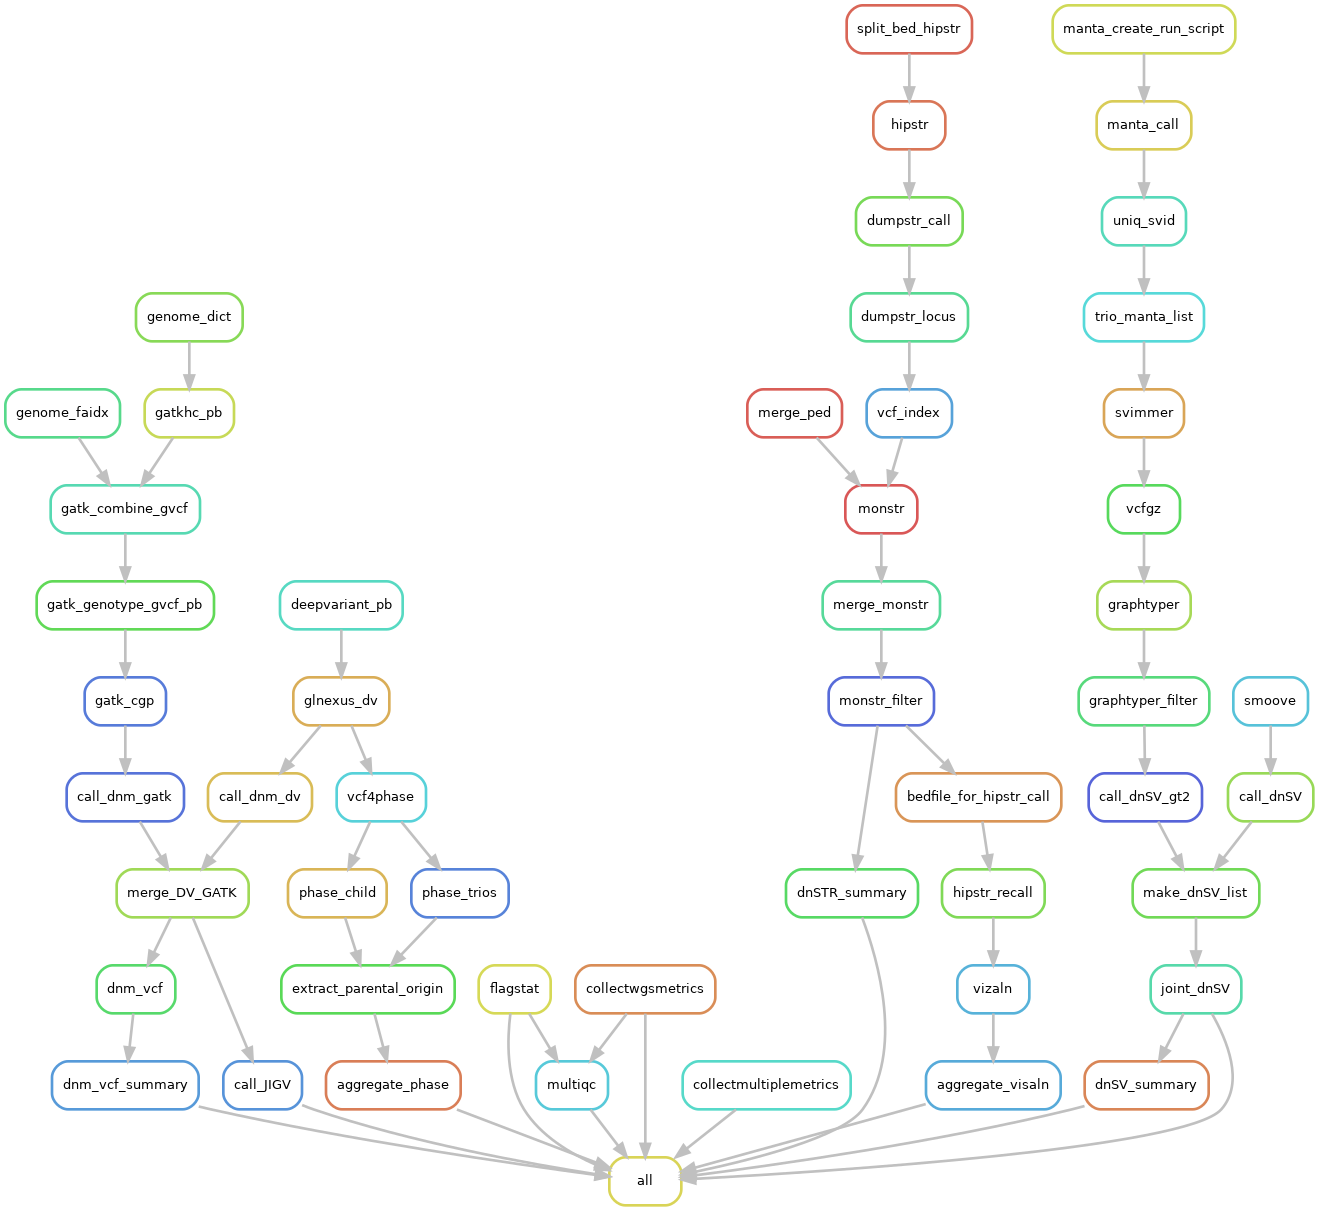 split_bed_hipstr
manta_create_run_script
hipstr
manta_call
dumpstr_call
uniq_svid
genome_dict
dumpstr_locus
trio_manta_list
genome_faidx
gatkhc_pb
merge_ped
vcf_index
svimmer
gatk_combine_gvcf
monstr
vcfgz
gatk_genotype_gvcf_pb
deepvariant_pb
merge_monstr
graphtyper
gatk_cgp
glnexus_dv
monstr_filter
graphtyper_filter
smoove
call_dnm_gatk
call_dnm_dv
vcf4phase
bedfile_for_hipstr_call
call_dnSV_gt2
call_dnSV
merge_DV_GATK
phase_child
phase_trios
dnSTR_summary
hipstr_recall
make_dnSV_list
dnm_vcf
extract_parental_origin
flagstat
collectwgsmetrics
vizaln
joint_dnSV
dnm_vcf_summary
call_JIGV
aggregate_phase
multiqc
collectmultiplemetrics
aggregate_visaln
dnSV_summary
all